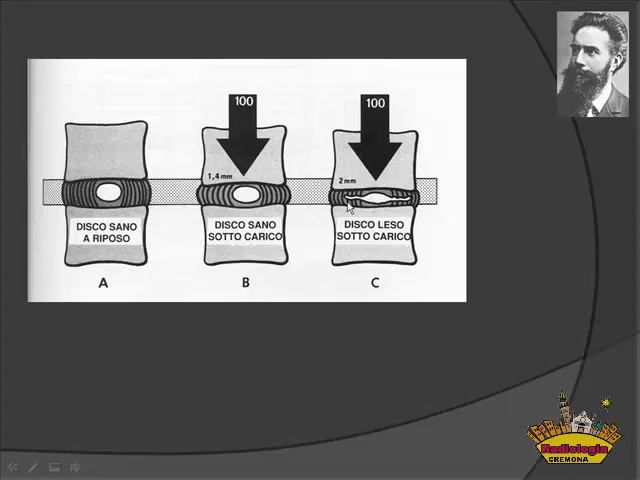 100
100
1,4 mm
2 mm
DISCO SANO
A RIPOSO
DISCO SANO
SOTTO CARICO
DISCO LESO
SOTTO CARICO
A
B
C
Radiologia
CREMONA